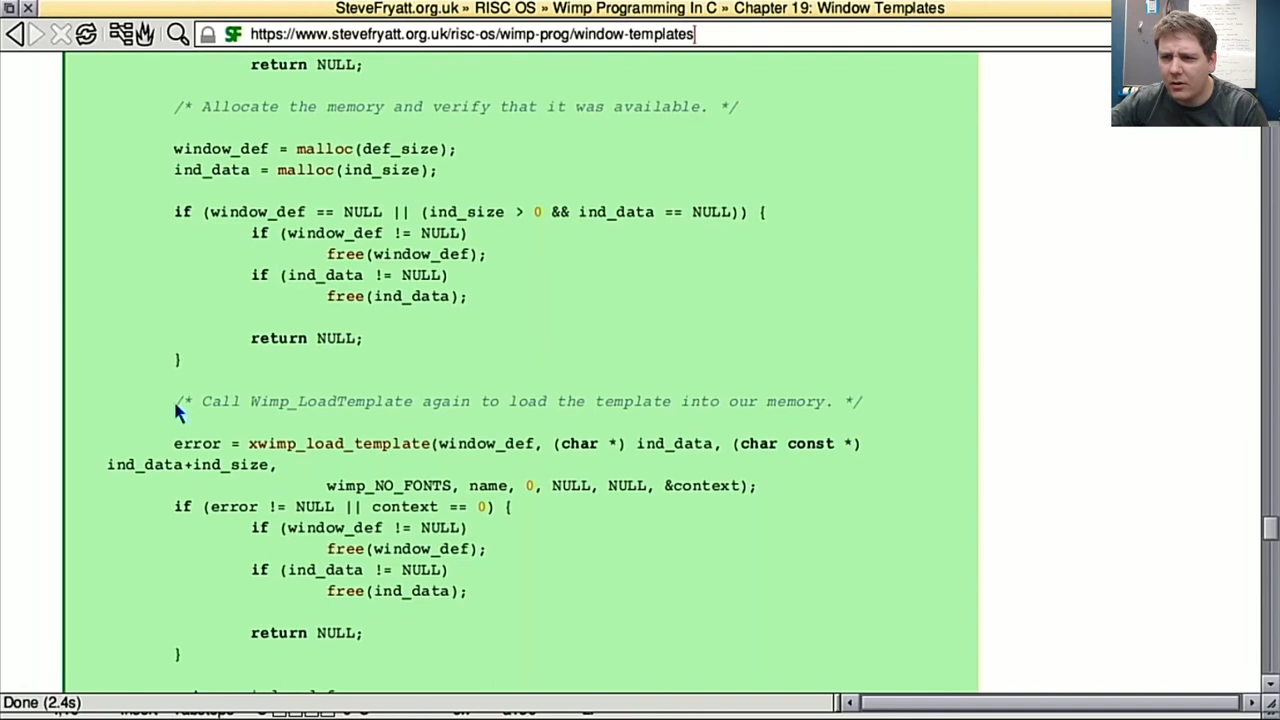 SteveFryatt.org.uk » RISC OS » Wimp Programming In C » Chapter 19: Window Templates
SF https://www.stevefryatt.org.uk/risc-os/wimp-prog/window-templates
return NULL;
/* Allocate the memory and verify that it was available. */
window_def = malloc(def_size);
ind_data = malloc(ind_size);
if (window_def == NULL || (ind_size > 0 && ind_data == NULL)) {
if (window_def != NULL)
free(window_def);
if (ind_data != NULL)
free(ind_data);
return NULL;
}
/* Call Wimp_LoadTemplate again to load the template into our memory. */
error = xwimp_load_template(window_def, (char *) ind_data, (char const *)
ind_data+ind_size,
wimp_NO_FONTS, name, 0, NULL, NULL, &context);
if (error != NULL || context == 0) {
if (window_def != NULL)
free(window_def);
if (ind_data != NULL)
free(ind_data);
return NULL;
}
Done (2.4s)